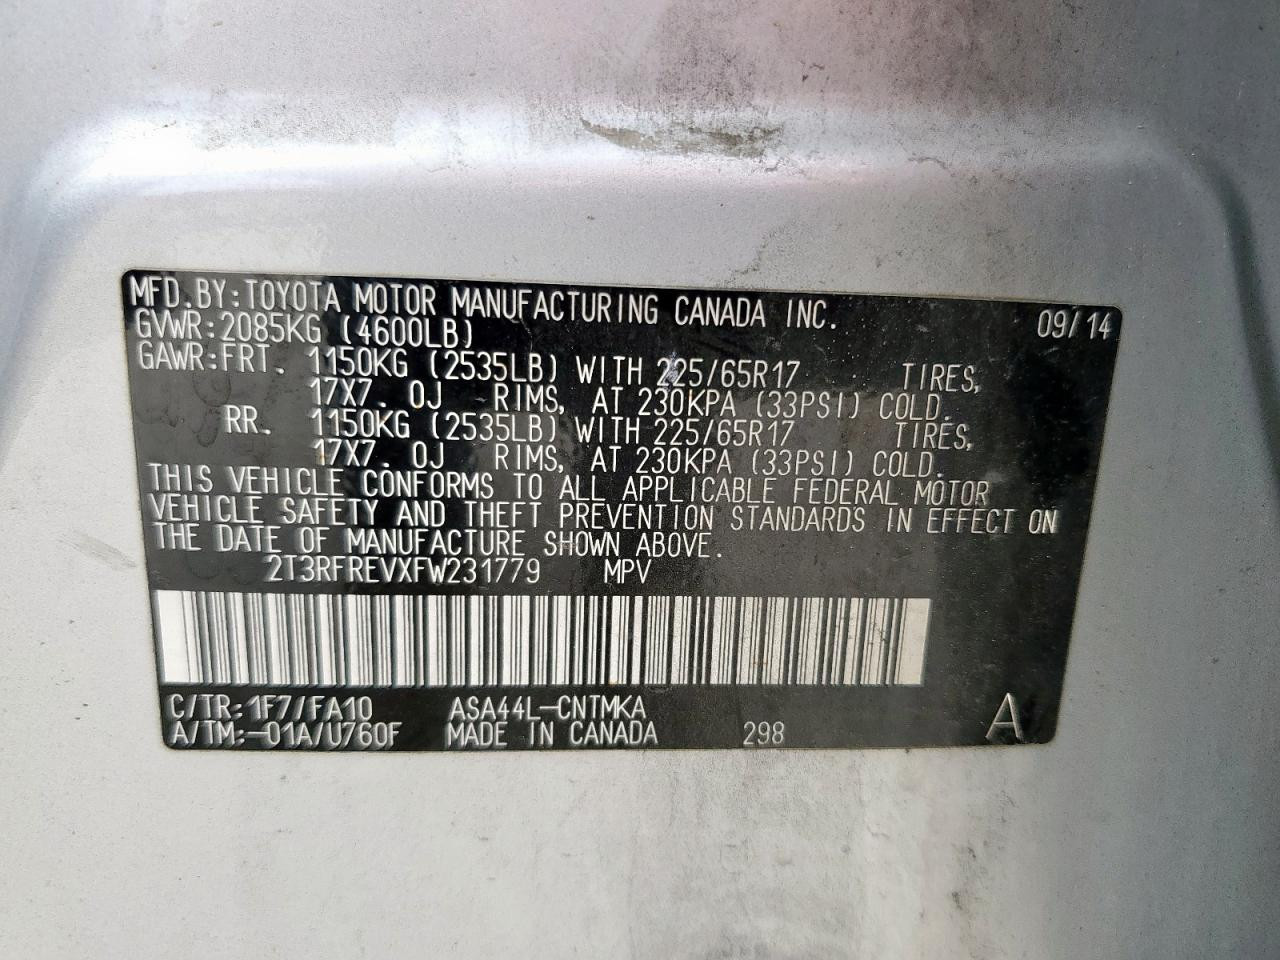 MFD.BY:TOYOTA MOTOR MANUFACTURING CANADA INC. 09/14
GVWR:2085KG (4600LB)
GAWR:FRT. 1150KG (2535LB) WITH 225/65R17 TIRES,
17X7. 0J RIMS, AT 230KPA (33PSI) COLD.
RR. 1150KG (2535LB) WITH 225/65R17 TIRES,
17X7. 0J RIMS, AT 230KPA (33PSI) COLD.
THIS VEHICLE CONFORMS TO ALL APPLICABLE FEDERAL MOTOR
VEHICLE SAFETY AND THEFT PREVENTION STANDARDS IN EFFECT ON
THE DATE OF MANUFACTURE SHOWN ABOVE.
2T3RFREVXFW231779 MPV
C/TR:1F7/FA10 ASA44L-CNTMKA
A/TM:-01A/U760F MADE IN CANADA 298 A